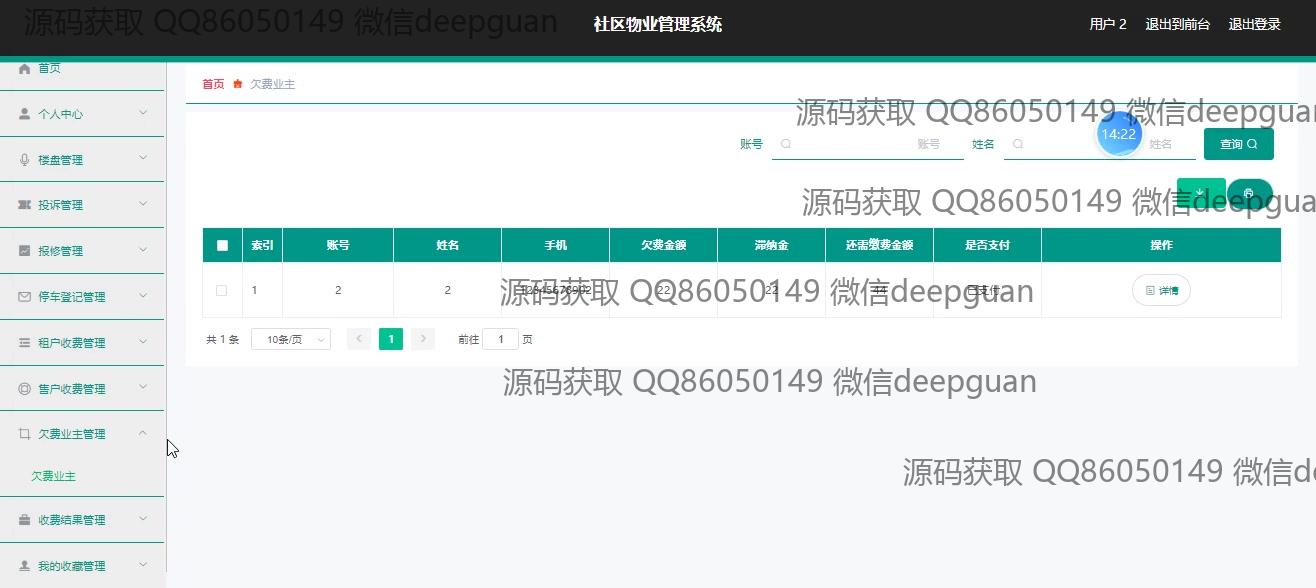 源码获取 QQ86050149 微信deepguan
社区物业管理系统
用户 2 退出到前台 退出登录
首页
个人中心
楼盘管理
投诉管理
报修管理
停车登记管理
租户收费管理
售户收费管理
欠费业主管理
欠费业主
收费结果管理
我的收藏管理
首页 欠费业主
源码获取 QQ86050149 微信deepguan
账号 账号 姓名 姓名 查询
14:22
源码获取 QQ86050149 微信deepgua
索引 账号 姓名 手机 欠费金额 滞纳金 还需缴费金额 是否支付 操作
1 2 2 12345678902 22 22 44 已支付 详情
源码获取 QQ86050149 微信deepguan
共 1 条 10条/页 1 前往 1 页
源码获取 QQ86050149 微信deepguan
源码获取 QQ86050149 微信de